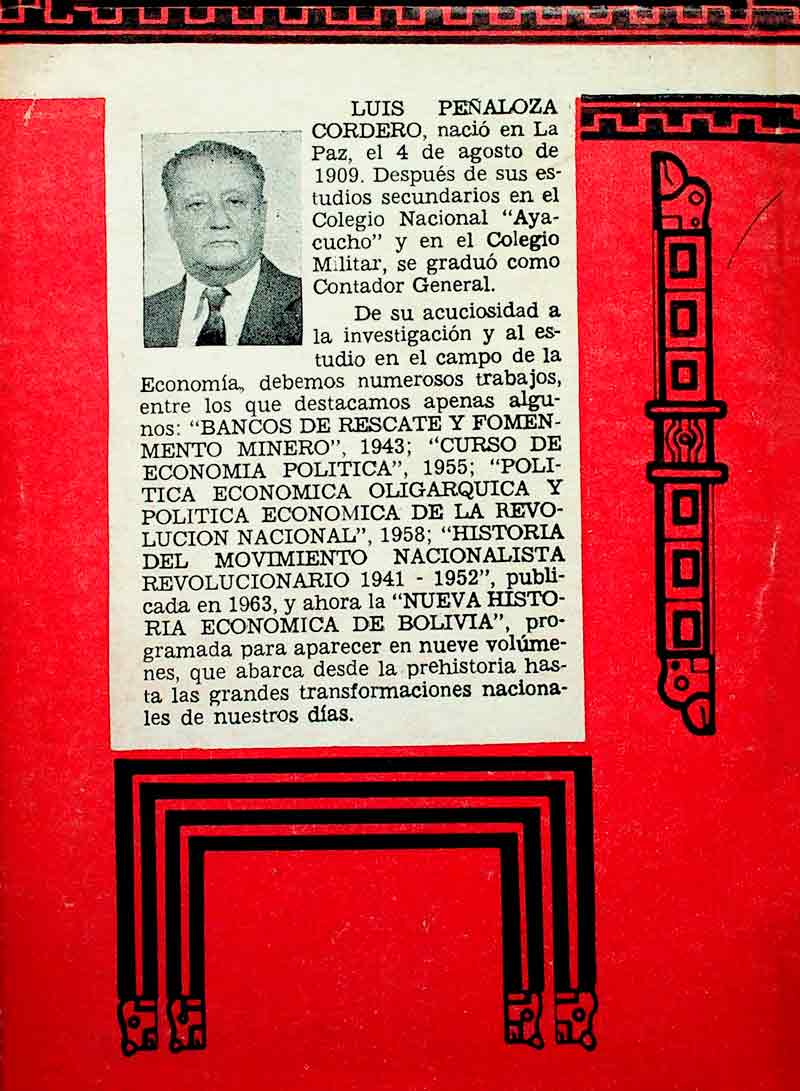 LUIS PEÑALOZA
CORDERO, nació en La
Paz, el 4 de agosto de
1909. Después de sus es-
tudios secundarios en el
Colegio Nacional “Aya-
cucho” y en el Colegio
Militar, se graduó como
Contador General.
De su acuciosidad a
la investigación y al es-
tudio en el campo de la
Economía, debemos numerosos trabajos,
entre los que destacamos apenas algu-
nos: “BANCOS DE RESCATE Y FOMEN-
MENTO MINERO”, 1943; “CURSO DE
ECONOMIA POLITICA”, 1955; “POLI-
TICA ECONOMICA OLIGARQUICA Y
POLITICA ECONOMICA DE LA REVO-
LUCION NACIONAL”, 1958; “HISTORIA
DEL MOVIMIENTO NACIONALISTA
REVOLUCIONARIO 1941 - 1952”, publi-
cada en 1963, y ahora la “NUEVA HISTO-
RIA ECONOMICA DE BOLIVIA”, pro-
gramada para aparecer en nueve volúme-
nes, que abarca desde la prehistoria has-
ta las grandes transformaciones naciona-
les de nuestros días.